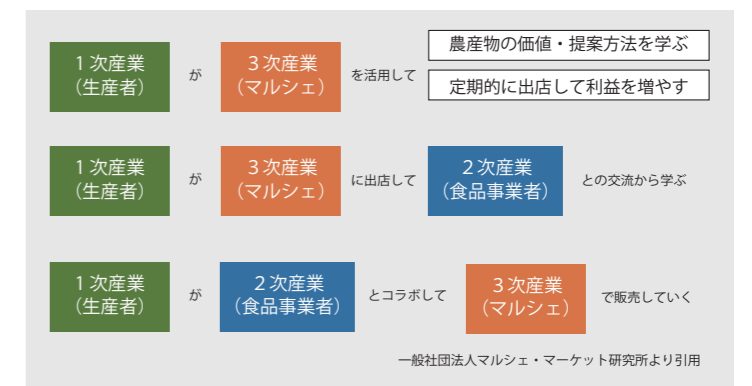 農産物の価値・提案方法を学ぶ
１次産業 が ３次産業 を活用して
（生産者） （マルシェ）
定期的に出店して利益を増やす
１次産業 が ３次産業 に出店して ２次産業 との交流から学ぶ
（生産者） （マルシェ） （食品事業者）
１次産業 が ２次産業 とコラボして ３次産業 で販売していく
（生産者） （食品事業者） （マルシェ）
一般社団法人マルシェ・マーケット研究所より引用